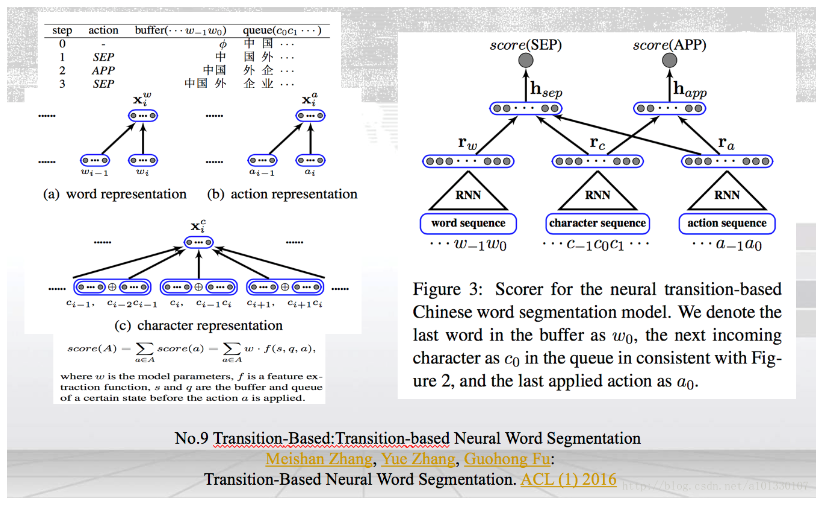 step action buffer(··· w₋₁w₀) queue(c₀c₁ ···)
0 - ϕ 中 国 ···
1 SEP 中 国 外 ···
2 APP 中国 外 企 ···
3 SEP 中国 外 企 业 ···
xᵢʷ xᵢᵃ
...... ......
wᵢ₋₁ wᵢ aᵢ₋₁ aᵢ
(a) word representation (b) action representation
xᵢᶜ
...... ......
...... ⊕ ⊕ ⊕ ......
cᵢ₋₁, cᵢ₋₂cᵢ₋₁ cᵢ, cᵢ₋₁cᵢ cᵢ₊₁, cᵢ₊₁cᵢ
(c) character representation
score(A) = ∑ score(a) = ∑ w · f(s, q, a),
a∈A a∈A
where w is the model parameters, f is a feature ex-
traction function, s and q are the buffer and queue
of a certain state before the action a is applied.
score(SEP) score(APP)
h_sep h_app
r_w r_c r_a
RNN RNN RNN
word sequence character sequence action sequence
··· w₋₁w₀ ··· c₋₁c₀c₁ ··· ··· a₋₁a₀
Figure 3: Scorer for the neural transition-based
Chinese word segmentation model. We denote the
last word in the buffer as w₀, the next incoming
character as c₀ in the queue in consistent with Fig-
ure 2, and the last applied action as a₀.
No.9 Transition-Based:Transition-based Neural Word Segmentation
Meishan Zhang, Yue Zhang, Guohong Fu:
Transition-Based Neural Word Segmentation. ACL (1) 2016